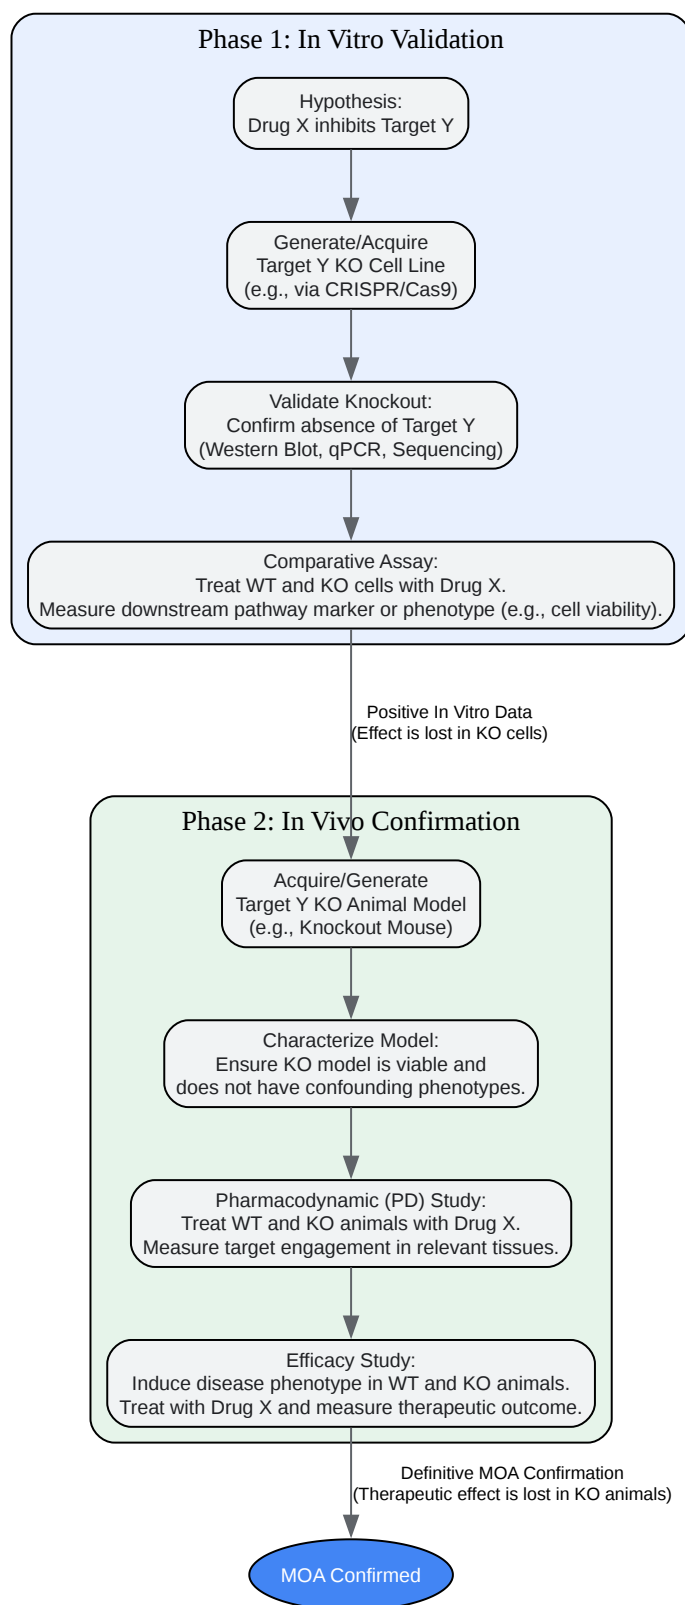 Phase 1: In Vitro Validation
Hypothesis:
Drug X inhibits Target Y
Generate/Acquire
Target Y KO Cell Line
(e.g., via CRISPR/Cas9)
Validate Knockout:
Confirm absence of Target Y
(Western Blot, qPCR, Sequencing)
Comparative Assay:
Treat WT and KO cells with Drug X.
Measure downstream pathway marker or phenotype (e.g., cell viability).
Positive In Vitro Data
(Effect is lost in KO cells)
Phase 2: In Vivo Confirmation
Acquire/Generate
Target Y KO Animal Model
(e.g., Knockout Mouse)
Characterize Model:
Ensure KO model is viable and
does not have confounding phenotypes.
Pharmacodynamic (PD) Study:
Treat WT and KO animals with Drug X.
Measure target engagement in relevant tissues.
Efficacy Study:
Induce disease phenotype in WT and KO animals.
Treat with Drug X and measure therapeutic outcome.
Definitive MOA Confirmation
(Therapeutic effect is lost in KO animals)
MOA Confirmed